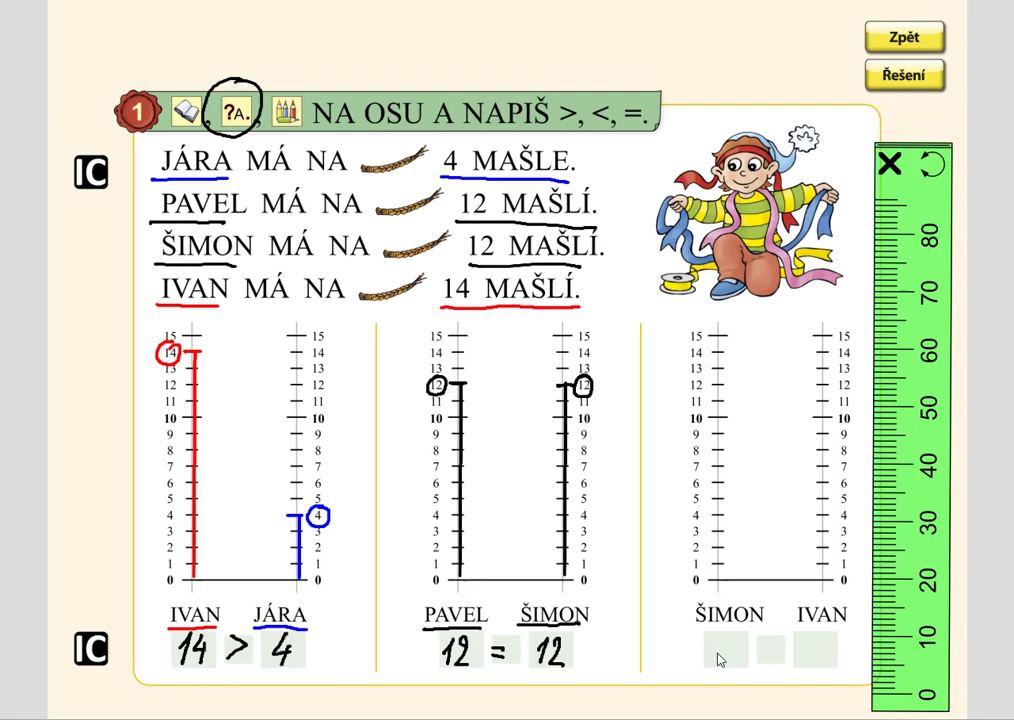 Zpět
Řešení
1 , ?A. , NA OSU A NAPIŠ >, <, =.
IC
JÁRA MÁ NA 4 MAŠLE.
PAVEL MÁ NA 12 MAŠLÍ.
ŠIMON MÁ NA 12 MAŠLÍ.
IVAN MÁ NA 14 MAŠLÍ.
15 15 15 15 15 15
14 14 14 14 14 14
13 13 13 13 13 13
12 12 12 12 12 12
11 11 11 11 11 11
10 10 10 10 10 10
9 9 9 9 9 9
8 8 8 8 8 8
7 7 7 7 7 7
6 6 6 6 6 6
5 5 5 5 5 5
4 4 4 4 4 4
3 3 3 3 3 3
2 2 2 2 2 2
1 1 1 1 1 1
0 0 0 0 0 0
IVAN JÁRA PAVEL ŠIMON ŠIMON IVAN
IC
14 > 4 12 = 12
80
70
60
50
40
30
20
10
0